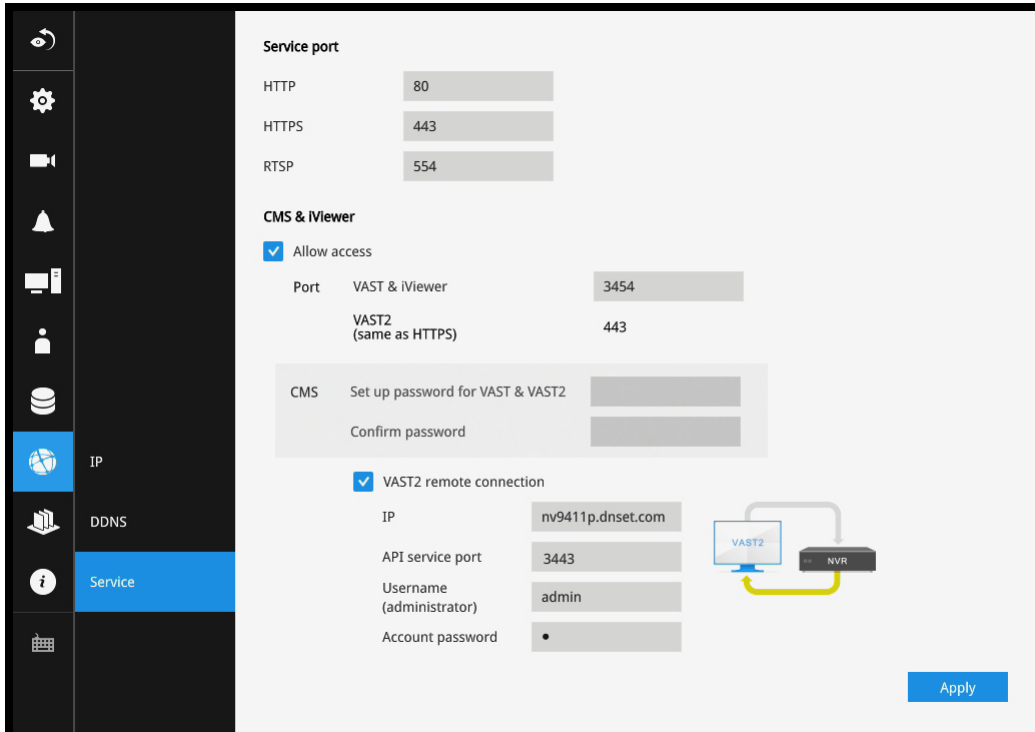 Service port
HTTP 80
HTTPS 443
RTSP 554
CMS & iViewer
Allow access
Port VAST & iViewer 3454
VAST2
(same as HTTPS) 443
CMS Set up password for VAST & VAST2
Confirm password
IP
VAST2 remote connection
IP nv9411p.dnset.com
DDNS
API service port 3443
VAST2
NVR
Service
Username
(administrator) admin
Account password •
Apply